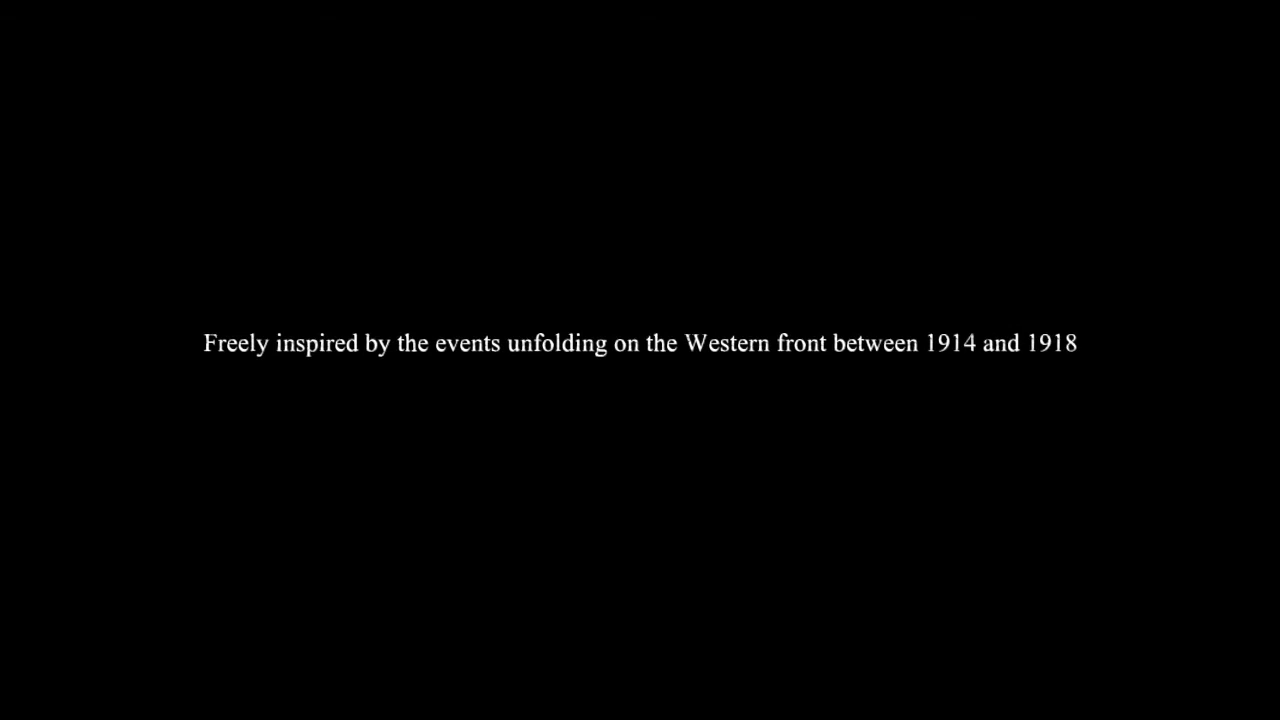 Freely inspired by the events unfolding on the Western front between 1914 and 1918